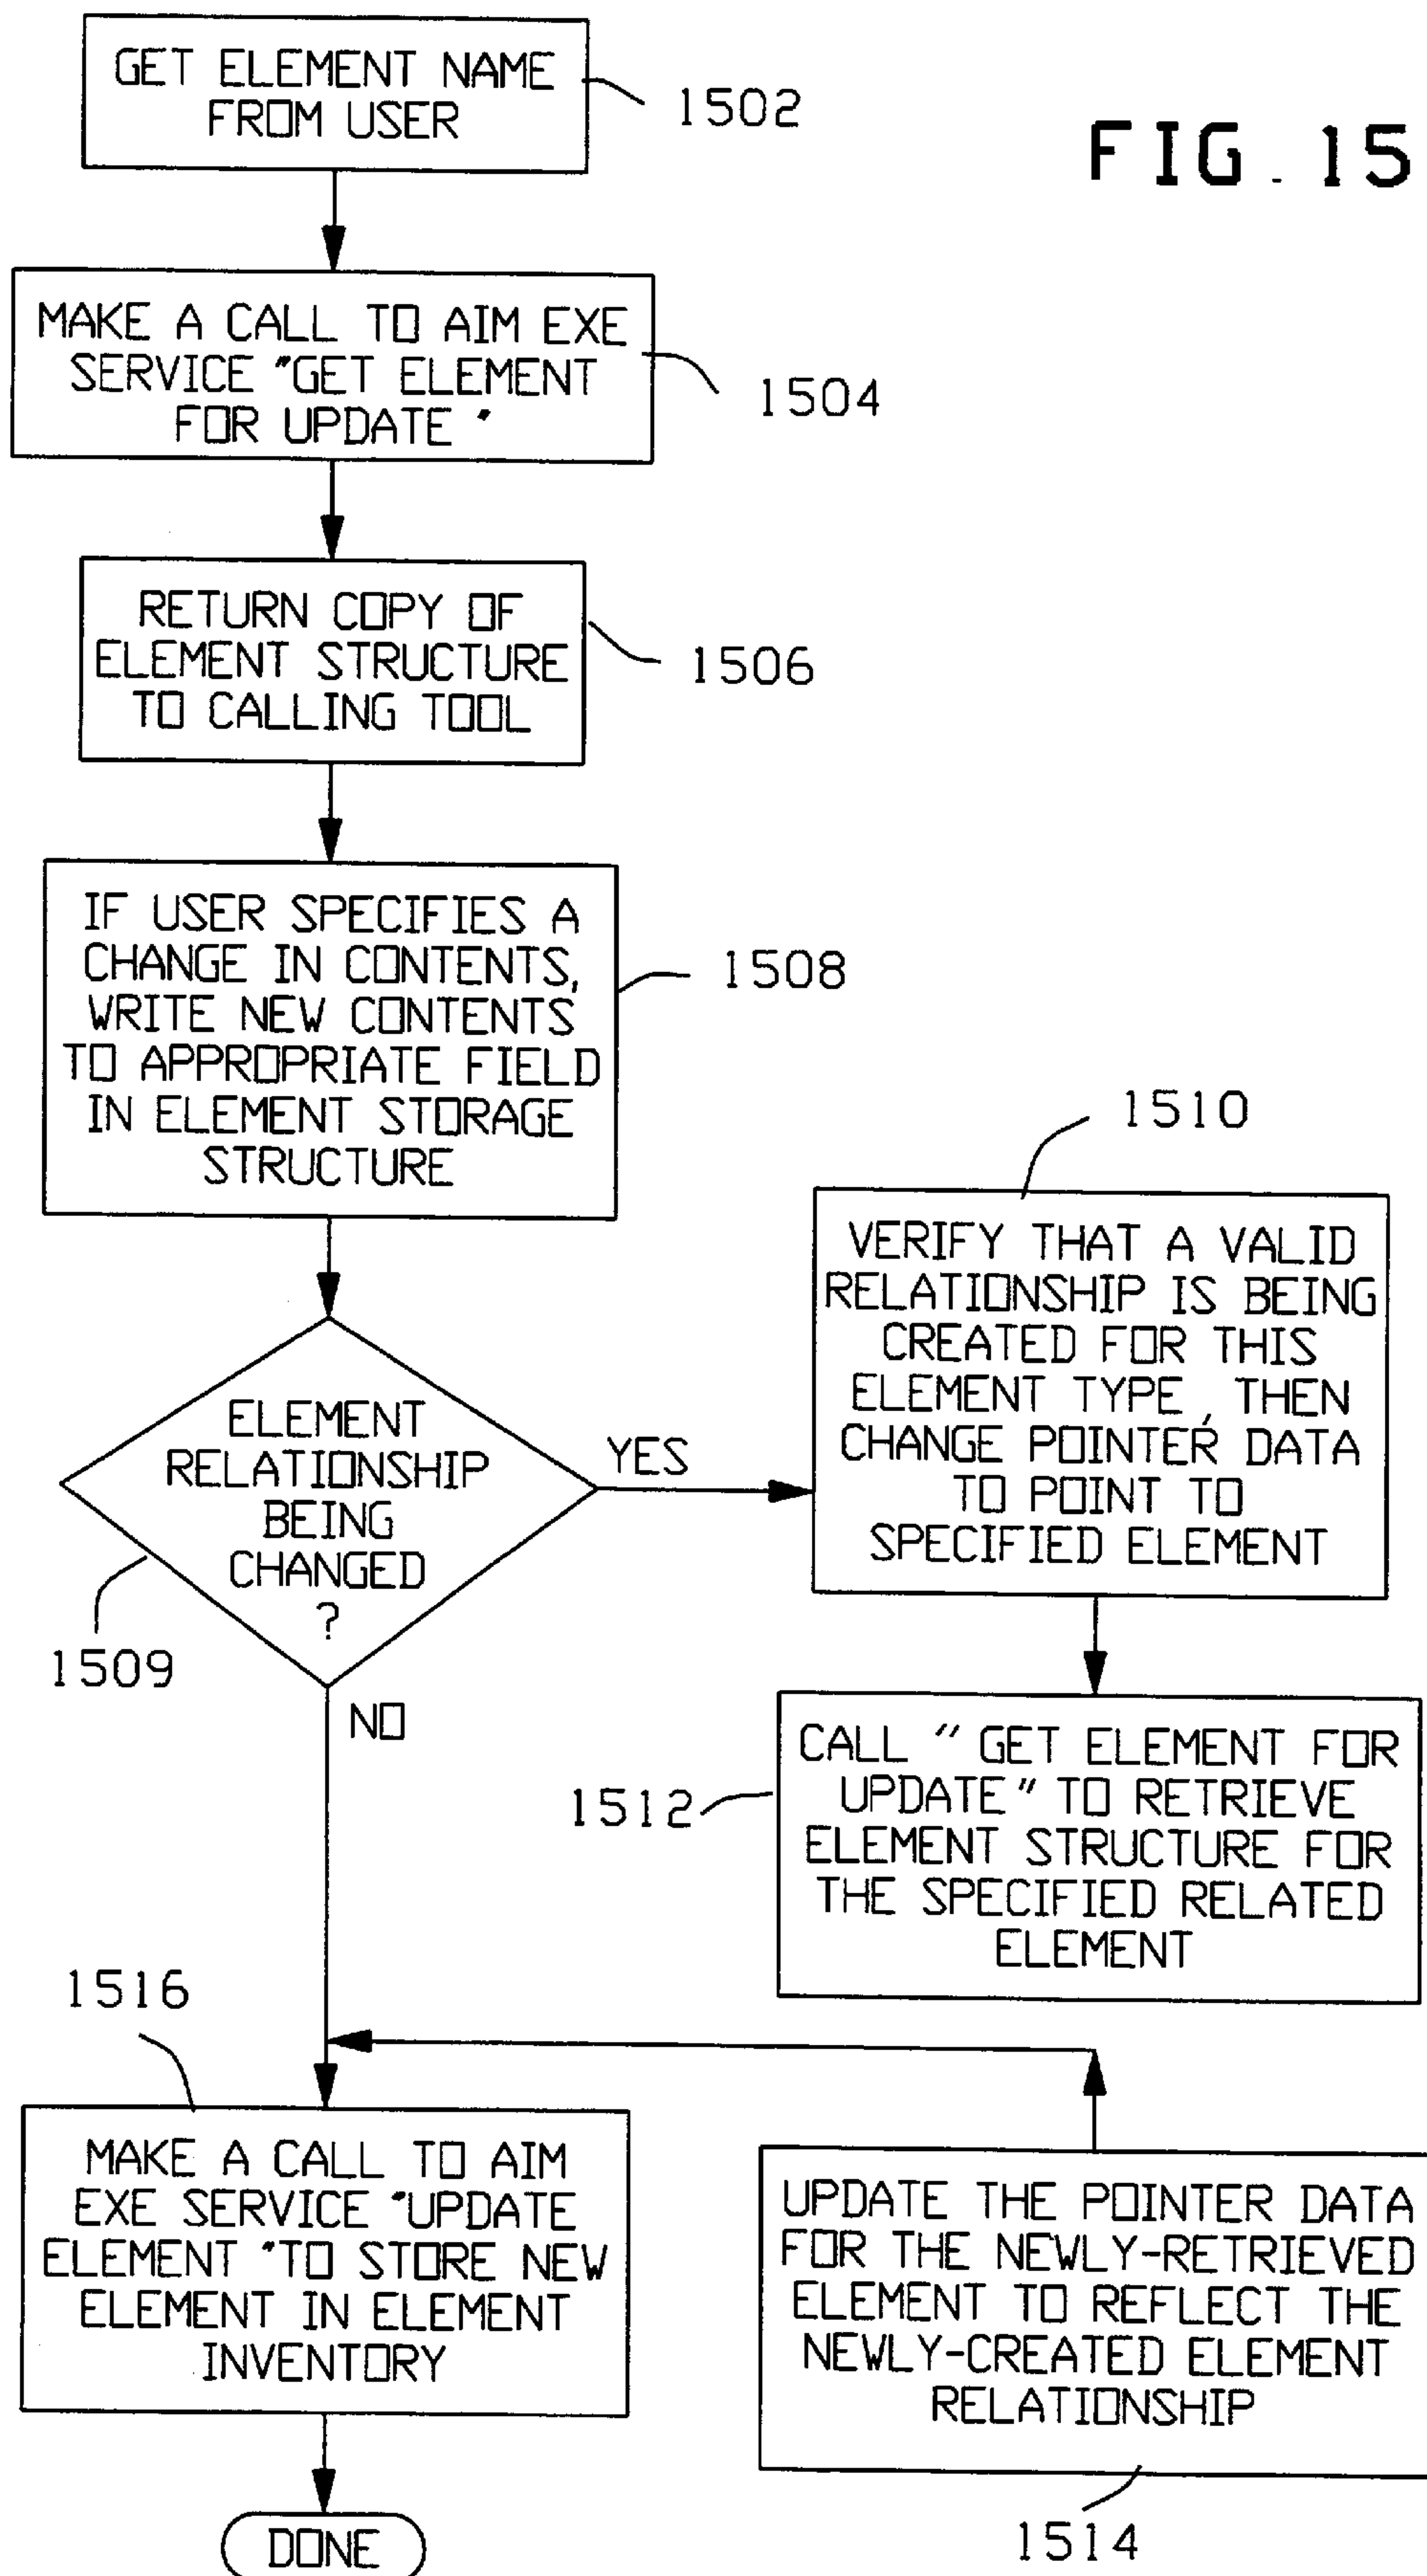 FIG. 15
GET ELEMENT NAME
FROM USER
1502
MAKE A CALL TO AIM EXE
SERVICE "GET ELEMENT
FOR UPDATE "
1504
RETURN COPY OF
ELEMENT STRUCTURE
TO CALLING TOOL
1506
IF USER SPECIFIES A
CHANGE IN CONTENTS,
WRITE NEW CONTENTS
TO APPROPRIATE FIELD
IN ELEMENT STORAGE
STRUCTURE
1508
ELEMENT
RELATIONSHIP
BEING
CHANGED
?
1509
YES
NO
1510
VERIFY THAT A VALID
RELATIONSHIP IS BEING
CREATED FOR THIS
ELEMENT TYPE, THEN
CHANGE POINTER DATA
TO POINT TO
SPECIFIED ELEMENT
CALL " GET ELEMENT FOR
UPDATE" TO RETRIEVE
ELEMENT STRUCTURE FOR
THE SPECIFIED RELATED
ELEMENT
1512
1516
MAKE A CALL TO AIM
EXE SERVICE "UPDATE
ELEMENT "TO STORE NEW
ELEMENT IN ELEMENT
INVENTORY
UPDATE THE POINTER DATA
FOR THE NEWLY-RETRIEVED
ELEMENT TO REFLECT THE
NEWLY-CREATED ELEMENT
RELATIONSHIP
1514
DONE